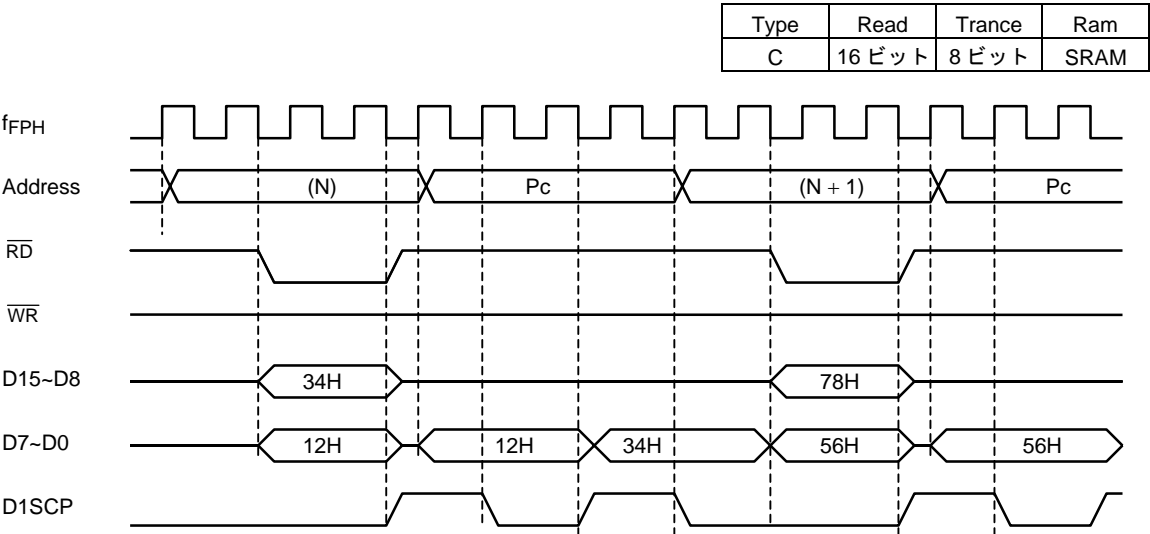 Type Read Trance Ram
C 16 ビット 8 ビット SRAM
fFPH
Address (N) Pc (N + 1) Pc
RD
WR
D15~D8 34H 78H
D7~D0 12H 12H 34H 56H 56H
D1SCP